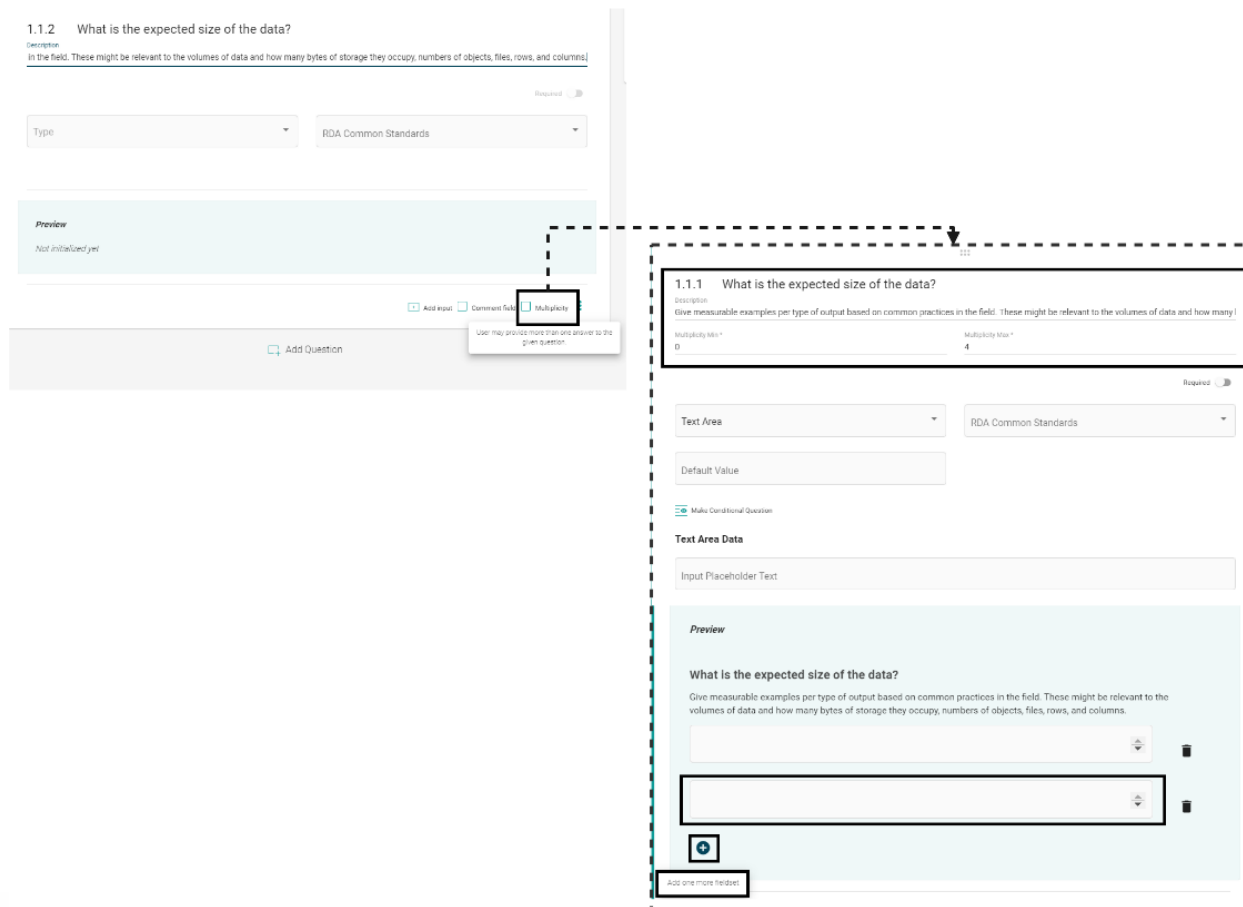 1.1.2 What is the expected size of the data?
Description
in the field. These might be relevant to the volumes of data and how many bytes of storage they occupy, numbers of objects, files, rows, and columns.
Required
Type
RDA Common Standards
Preview
Not initialized yet
Add input
Comment field
Multiplicity
User may provide more than one answer to the
given question.
Add Question
1.1.1 What is the expected size of the data?
Description
Give measurable examples per type of output based on common practices in the field. These might be relevant to the volumes of data and how many
Multiplicity Min *
0
Multiplicity Max *
4
Required
Text Area
RDA Common Standards
Default Value
Make Conditional Question
Text Area Data
Input Placeholder Text
Preview
What is the expected size of the data?
Give measurable examples per type of output based on common practices in the field. These might be relevant to the
volumes of data and how many bytes of storage they occupy, numbers of objects, files, rows, and columns.
Add one more fieldset